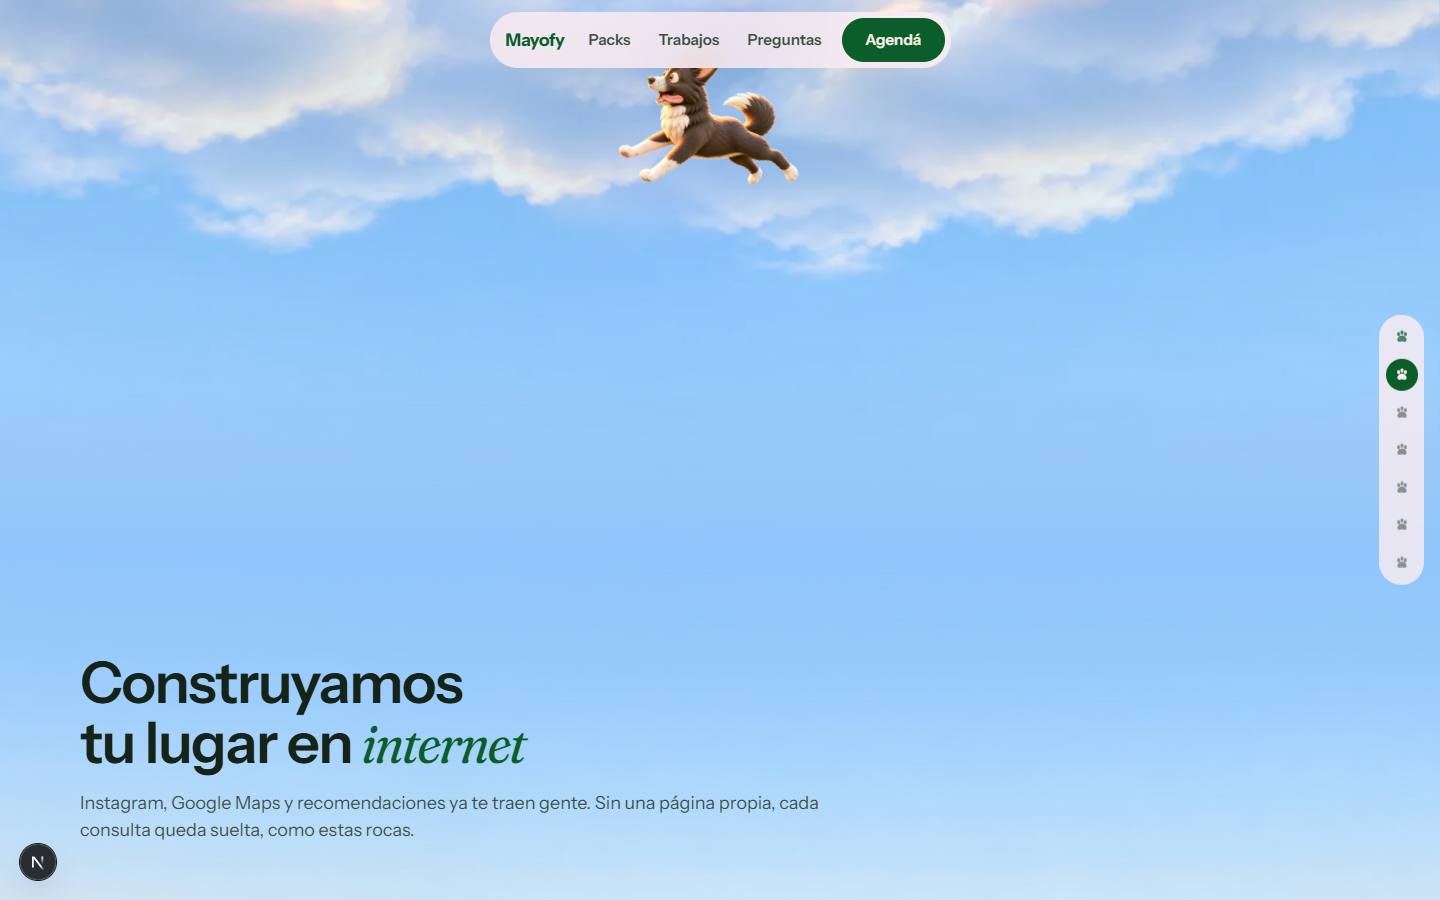 Mayofy Packs Trabajos Preguntas Agendá
Construyamos
tu lugar en internet
Instagram, Google Maps y recomendaciones ya te traen gente. Sin una página propia, cada
consulta queda suelta, como estas rocas.
N